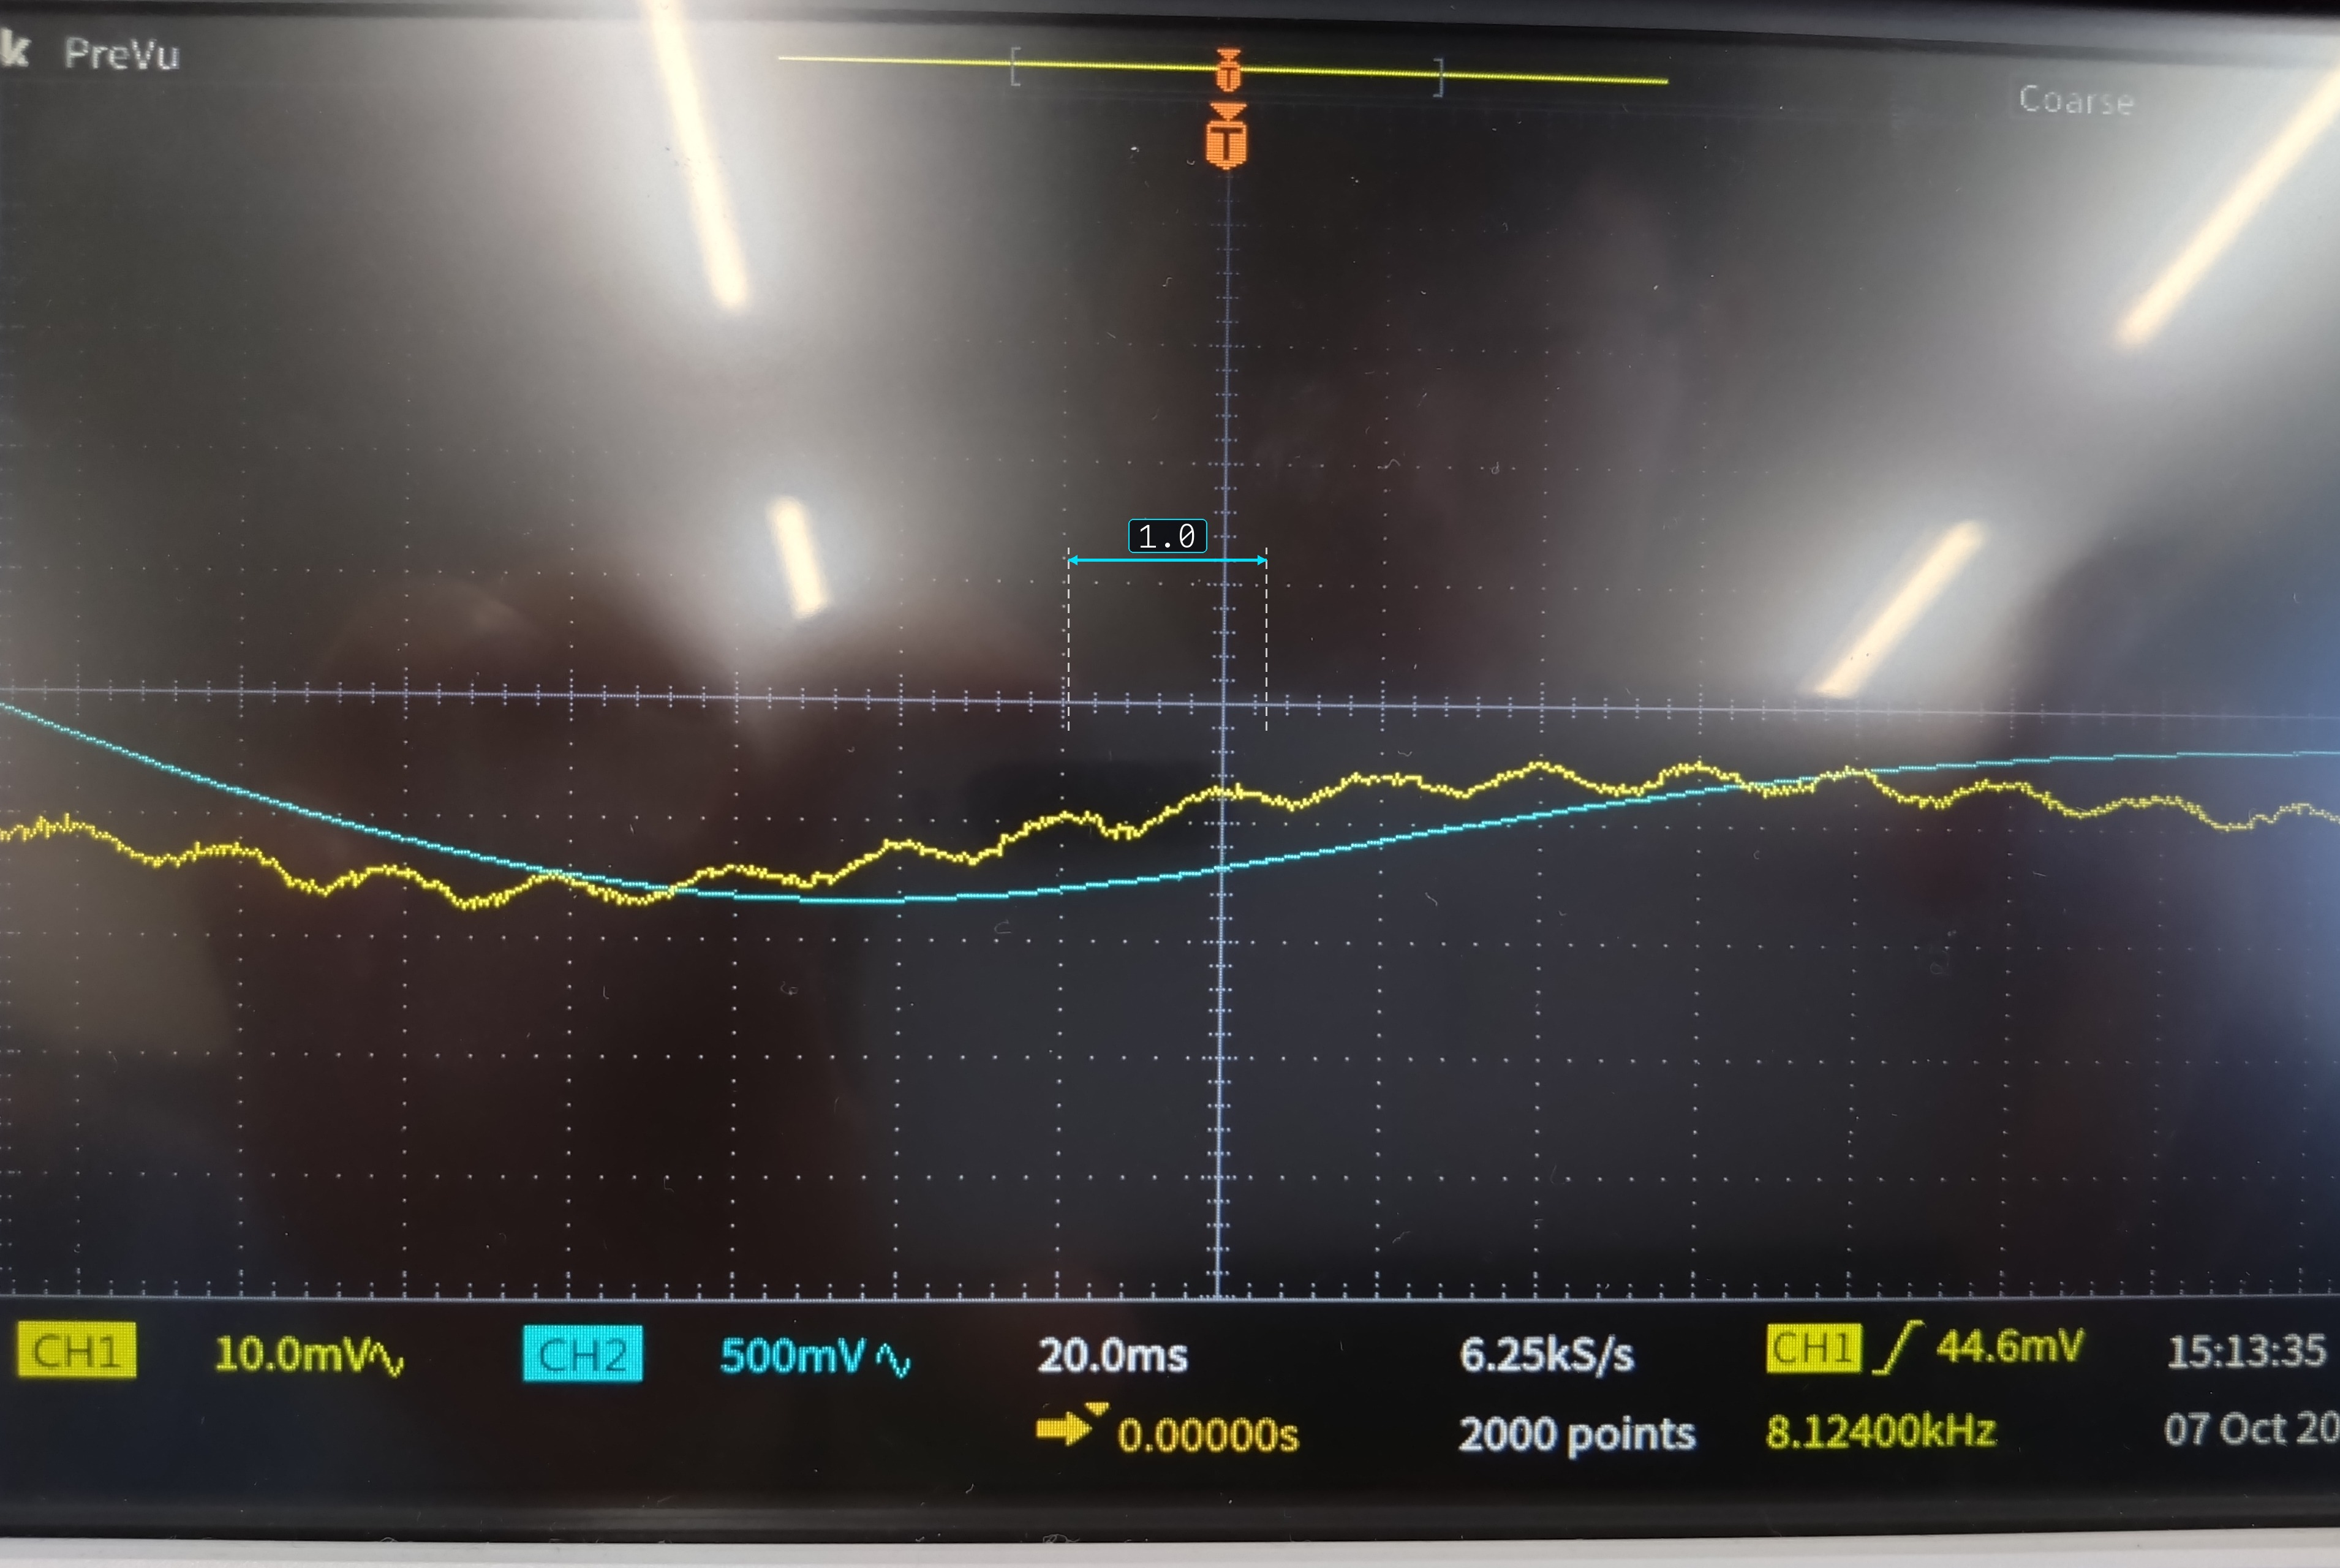 k PreVu
T
T
Coarse
1.0
CH1 10.0mV CH2 500mV 20.0ms 6.25kS/s CH1 44.6mV 15:13:35
0.00000s 2000 points 8.12400kHz 07 Oct 20